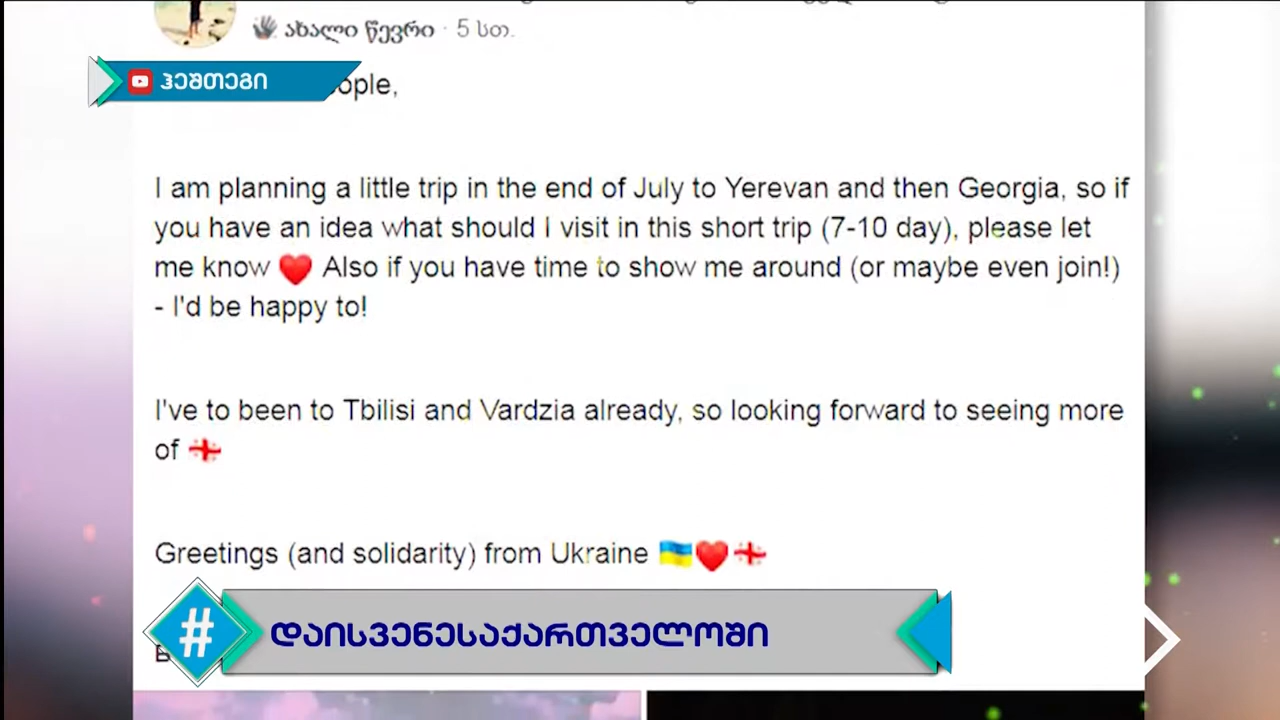 ახალი წევრი · 5 სთ.
ჰეშთეგი
ople,
I am planning a little trip in the end of July to Yerevan and then Georgia, so if
you have an idea what should I visit in this short trip (7-10 day), please let
me know ❤️ Also if you have time to show me around (or maybe even join!)
- I'd be happy to!
I've to been to Tbilisi and Vardzia already, so looking forward to seeing more
of 🇬🇪
Greetings (and solidarity) from Ukraine 🇺🇦❤️🇬🇪
# დაისვენესაქართველოში